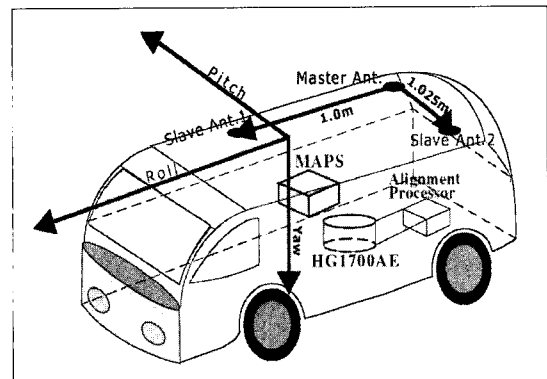 Pitch
Master Ant.
1.025m
Slave Ant.1
1.0m
Slave Ant.2
Roll
MAPS
Alignment
Processor
Yaw
HG1700AE